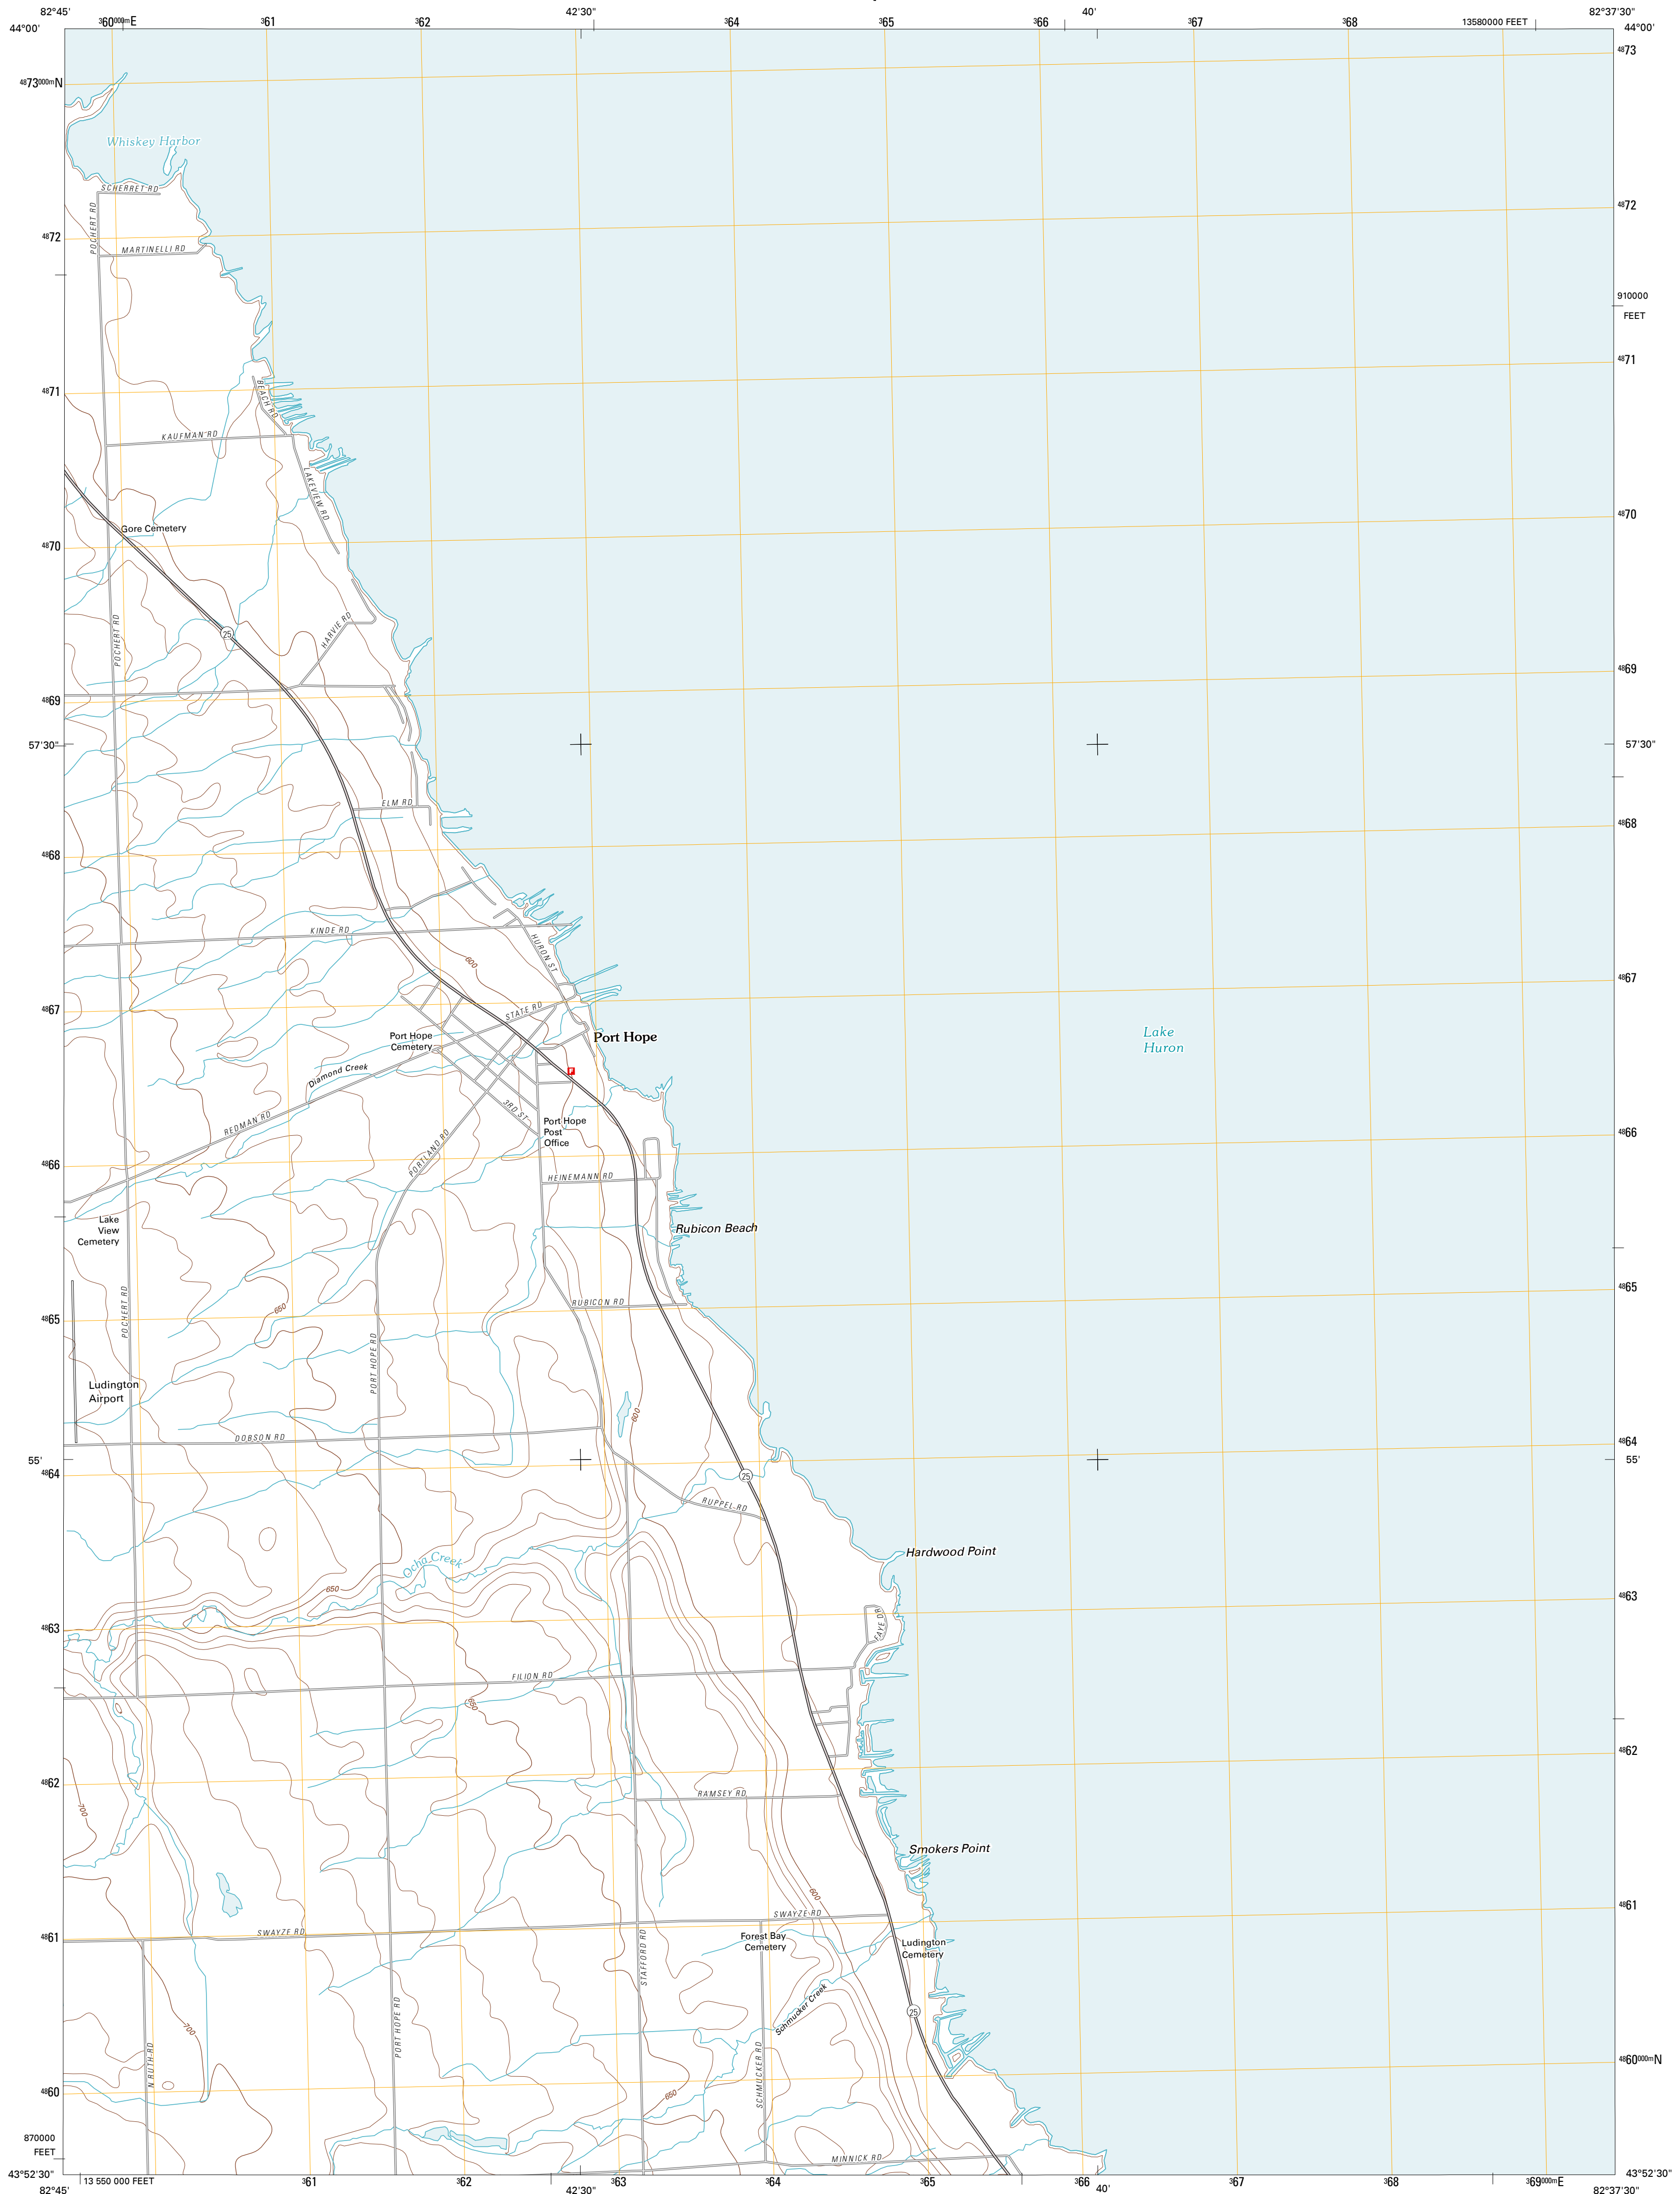 82°45'
³60⁰⁰⁰ᵐE
³61
³62
42'30"
³64
³65
³66
40'
³67
³68
13580000 FEET
82°37'30"
44°00'
44°00'
⁴⁸73
⁴⁸73⁰⁰⁰ᵐN
Whiskey Harbor
SCHERRET RD
POCHERT RD
⁴⁸72
⁴⁸72
MARTINELLI RD
910000
FEET
⁴⁸71
⁴⁸71
BEACH RD
KAUFMAN RD
LAKEVIEW RD
⁴⁸70
Gore Cemetery
⁴⁸70
POCHERT RD
25
HARVIE RD
⁴⁸69
⁴⁸69
57'30"
57'30"
ELM RD
⁴⁸68
⁴⁸68
KINDE RD
HURON ST
600
⁴⁸67
⁴⁸67
STATE RD
Port Hope
Cemetery
Port Hope
Lake
Huron
Diamond Creek
F
3RD ST
REDMAN RD
Port Hope
Post
Office
PORTLAND RD
⁴⁸66
⁴⁸66
HEINEMANN RD
Lake
View
Cemetery
Rubicon Beach
⁴⁸65
POCHERT RD
660
RUBICON RD
⁴⁸65
PORT HOPE RD
Ludington
Airport
600
DOBSON RD
⁴⁸64
55'
55'
⁴⁸64
25
RUPPEL RD
Ocha Creek
Hardwood Point
650
⁴⁸63
FAYE DR
⁴⁸63
FILION RD
650
⁴⁸62
⁴⁸62
RAMSEY RD
700
Smokers Point
600
⁴⁸61
SWAYZE RD
SWAYZE RD
⁴⁸61
Forest Bay
Cemetery
Ludington
Cemetery
STAFFORD RD
Schmucker Creek
25
700
PORT HOPE RD
N RUTH RD
SCHMUCKER RD
⁴⁸60⁰⁰⁰ᵐN
⁴⁸60
650
870000
FEET
MINNICK RD
43°52'30"
43°52'30"
13 550 000 FEET
³61
³62
³63
³64
³65
³66
³67
³68
³69⁰⁰⁰ᵐE
82°45'
42'30"
40'
82°37'30"